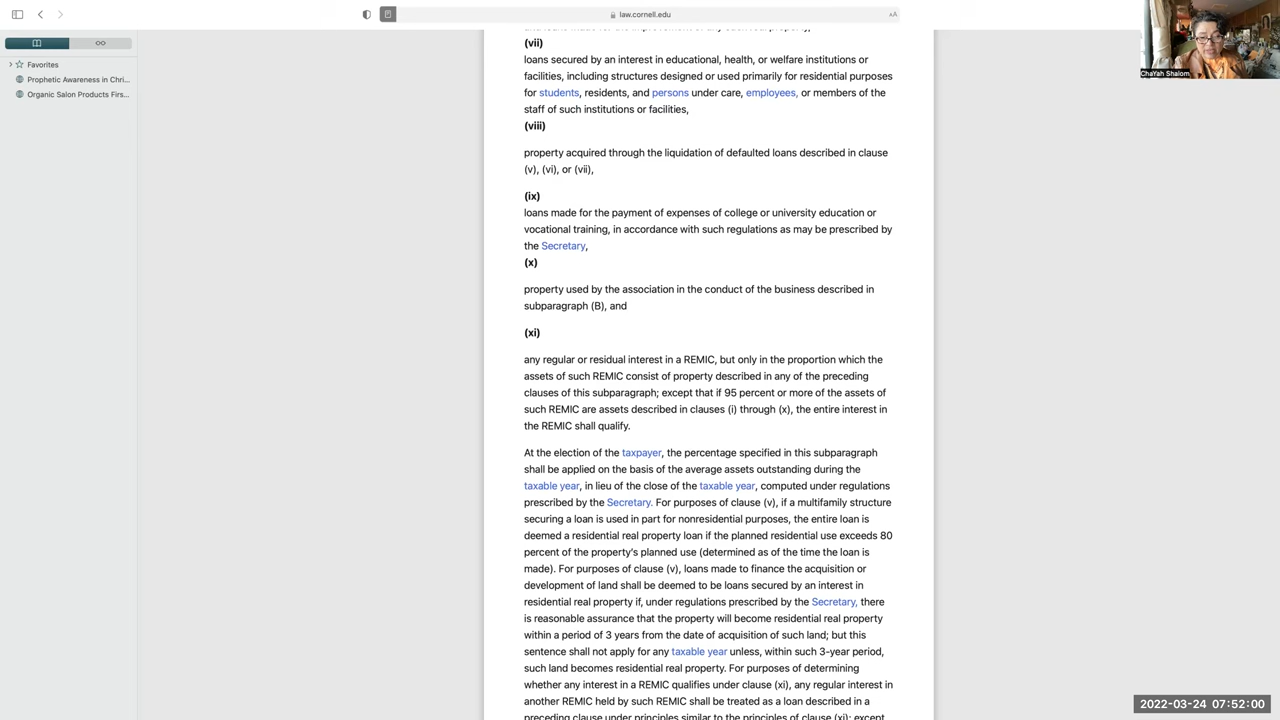 law.cornell.edu
AA
Favorites
Prophetic Awareness in Chri...
Organic Salon Products Firs...
(vii)
loans secured by an interest in educational, health, or welfare institutions or
facilities, including structures designed or used primarily for residential purposes
for students, residents, and persons under care, employees, or members of the
staff of such institutions or facilities,
(viii)
property acquired through the liquidation of defaulted loans described in clause
(v), (vi), or (vii),
(ix)
loans made for the payment of expenses of college or university education or
vocational training, in accordance with such regulations as may be prescribed by
the Secretary,
(x)
property used by the association in the conduct of the business described in
subparagraph (B), and
(xi)
any regular or residual interest in a REMIC, but only in the proportion which the
assets of such REMIC consist of property described in any of the preceding
clauses of this subparagraph; except that if 95 percent or more of the assets of
such REMIC are assets described in clauses (i) through (x), the entire interest in
the REMIC shall qualify.
At the election of the taxpayer, the percentage specified in this subparagraph
shall be applied on the basis of the average assets outstanding during the
taxable year, in lieu of the close of the taxable year, computed under regulations
prescribed by the Secretary. For purposes of clause (v), if a multifamily structure
securing a loan is used in part for nonresidential purposes, the entire loan is
deemed a residential real property loan if the planned residential use exceeds 80
percent of the property's planned use (determined as of the time the loan is
made). For purposes of clause (v), loans made to finance the acquisition or
development of land shall be deemed to be loans secured by an interest in
residential real property if, under regulations prescribed by the Secretary, there
is reasonable assurance that the property will become residential real property
within a period of 3 years from the date of acquisition of such land; but this
sentence shall not apply for any taxable year unless, within such 3-year period,
such land becomes residential real property. For purposes of determining
whether any interest in a REMIC qualifies under clause (xi), any regular interest in
another REMIC held by such REMIC shall be treated as a loan described in a
preceding clause under principles similar to the principles of clause (xi); except
ChaYah Shalom
2022-03-24 07:52:00